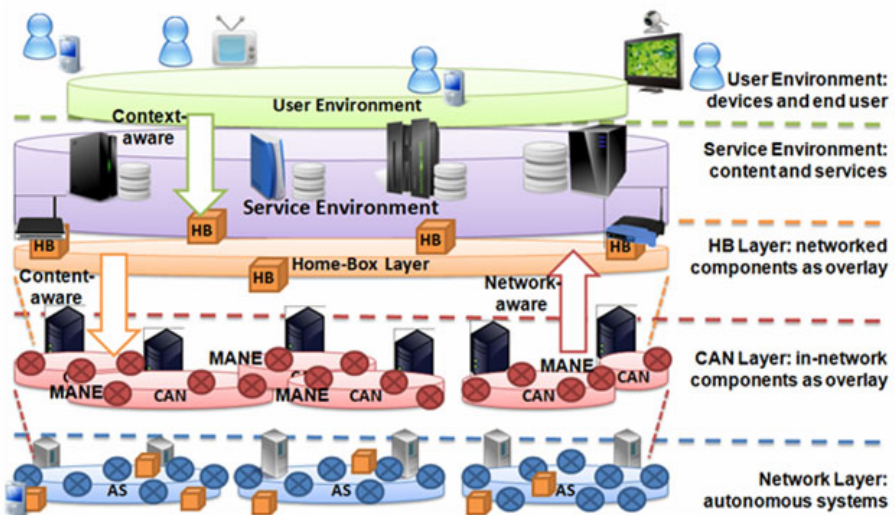 User Environment
User Environment:
devices and end user
Context-
aware
Service Environment:
content and services
Service Environment
HB
HB
HB
HB
HB
Home-Box Layer
HB Layer: networked
components as overlay
Content-
aware
Network-
aware
MANE
MANE
CAN
MANE
CAN
MANE
CAN
CAN
CAN Layer: in-network
components as overlay
AS
AS
AS
Network Layer:
autonomous systems